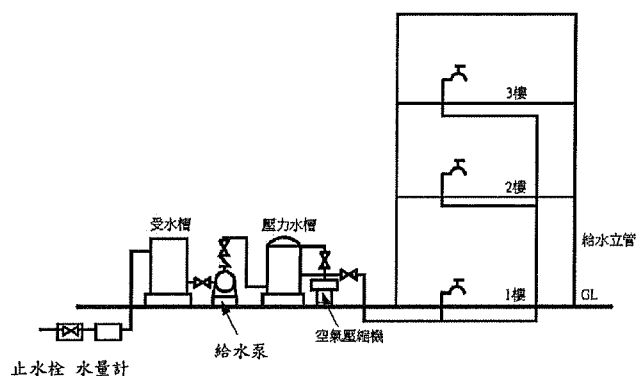 3樓
2樓
受水槽
壓力水槽
給水立管
1樓
GL
空氣壓縮機
給水泵
止水栓 水量計